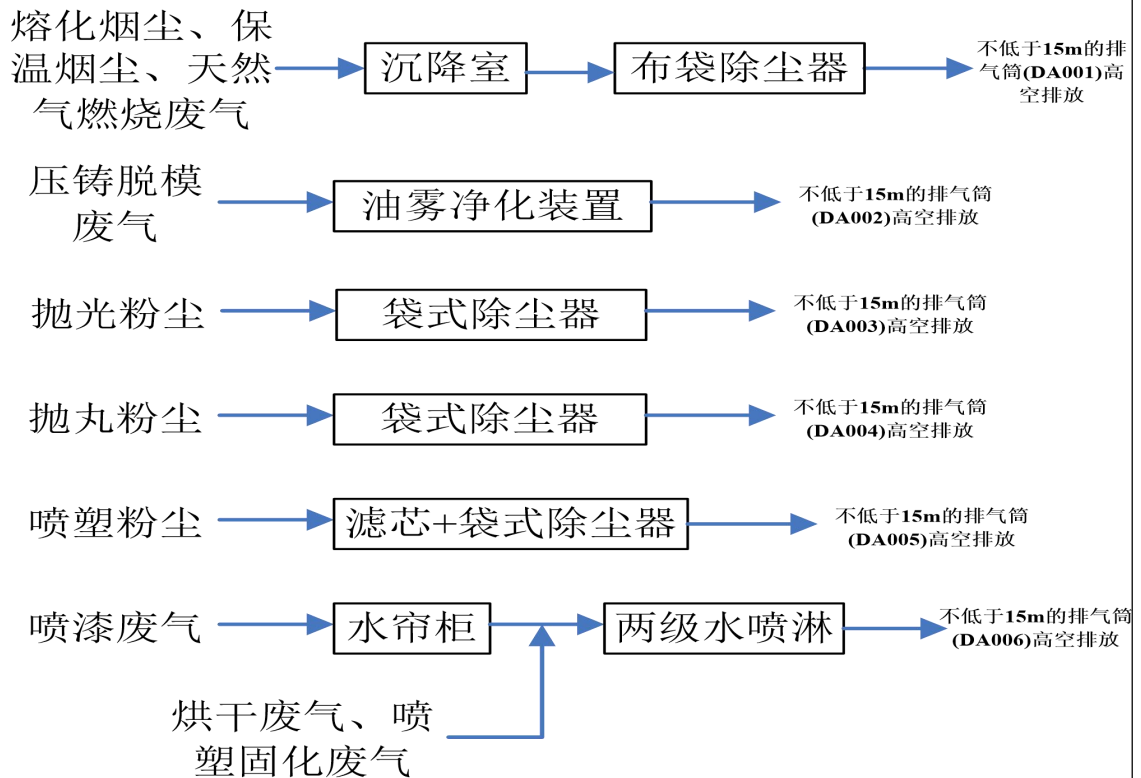 熔化烟尘、保
温烟尘、天然
气燃烧废气
沉降室
布袋除尘器
不低于15m的排
气筒(DA001)高
空排放
压铸脱模
废气
油雾净化装置
不低于15m的排气筒
(DA002)高空排放
抛光粉尘
袋式除尘器
不低于15m的排气筒
(DA003)高空排放
抛丸粉尘
袋式除尘器
不低于15m的排气筒
(DA004)高空排放
喷塑粉尘
滤芯+袋式除尘器
不低于15m的排气筒
(DA005)高空排放
喷漆废气
水帘柜
两级水喷淋
不低于15m的排气筒
(DA006)高空排放
烘干废气、喷
塑固化废气